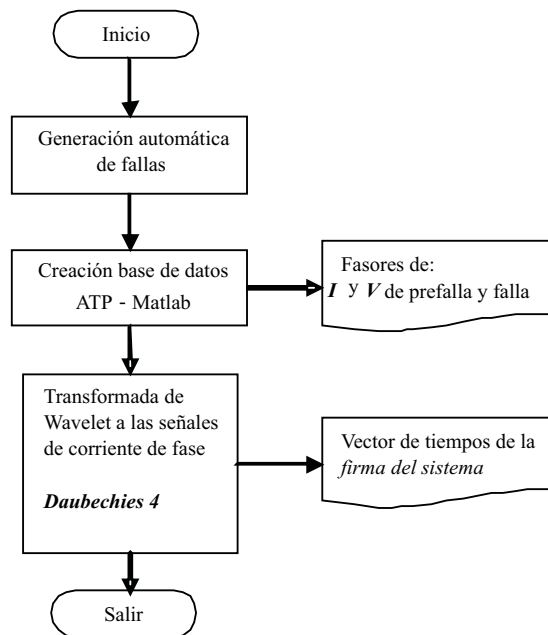 Inicio
Generación automática
de fallas
Creación base de datos
ATP - Matlab
Fasores de:
I y V de prefalla y falla
Transformada de
Wavelet a las señales
de corriente de fase
Daubechies 4
Vector de tiempos de la
firma del sistema
Salir